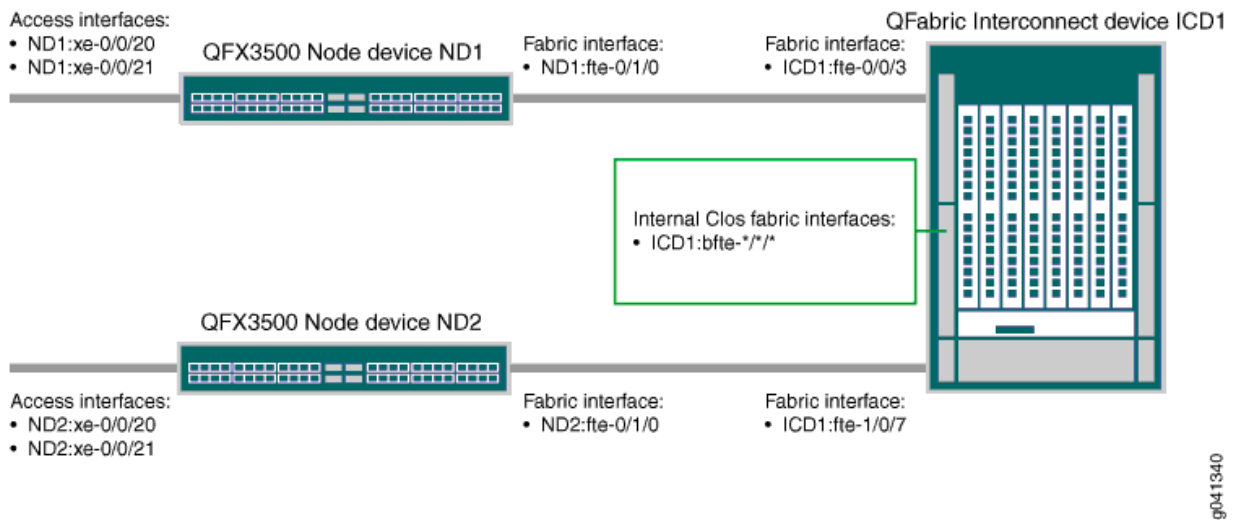 Access interfaces:
• ND1:xe-0/0/20
• ND1:xe-0/0/21
QFX3500 Node device ND1
Fabric interface:
• ND1:fte-0/1/0
Fabric interface:
• ICD1:fte-0/0/3
QFabric Interconnect device ICD1
Internal Clos fabric interfaces:
• ICD1:bfte-*/*/*
QFX3500 Node device ND2
Access interfaces:
• ND2:xe-0/0/20
• ND2:xe-0/0/21
Fabric interface:
• ND2:fte-0/1/0
Fabric interface:
• ICD1:fte-1/0/7
g041340